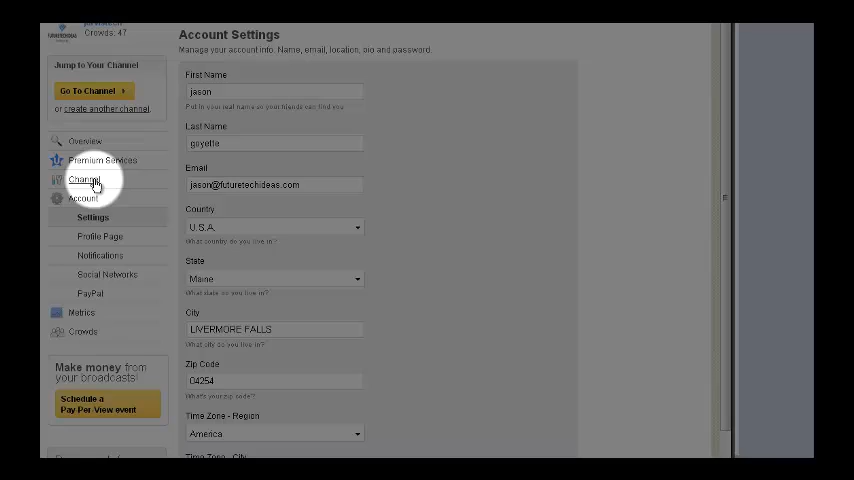 Crowds: 47
FUTURETECHIDEAS
Jump to Your Channel
Go To Channel
or create another channel.
Overview
Premium Services
Channel
Account
Settings
Profile Page
Notifications
Social Networks
PayPal
Metrics
Crowds
Make money from
your broadcasts!
Schedule a
Pay-Per-View event
Account Settings
Manage your account info. Name, email, location, bio and password.
First Name
jason
Put in your real name so your friends can find you
Last Name
goyette
Email
jason@futuretechideas.com
Country
U.S.A.
What country do you live in?
State
Maine
What state do you live in?
City
LIVERMORE FALLS
What city do you live in?
Zip Code
04254
What's your zip code?
Time Zone - Region
America
Time Zone - City